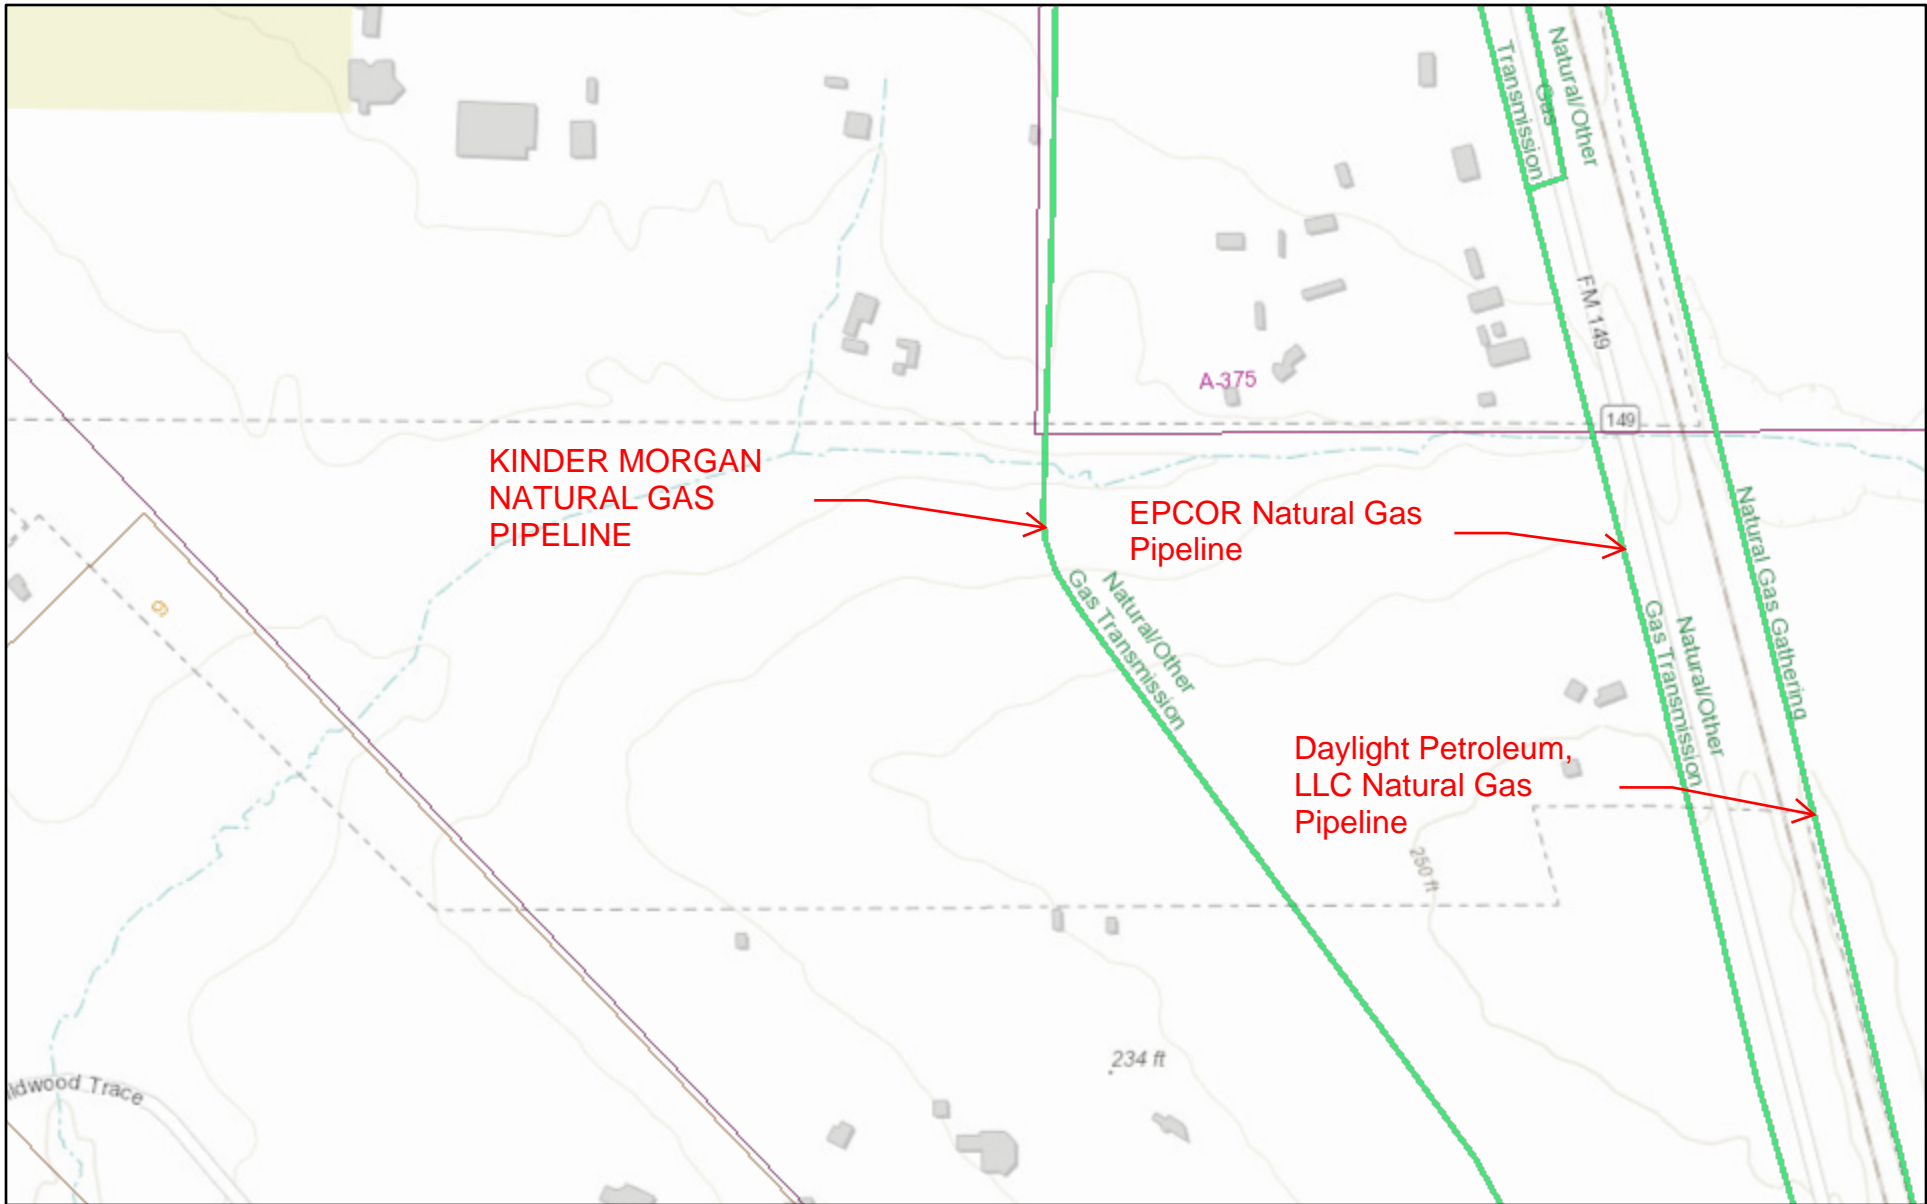 Transmission
Gas
Natural/Other
FM 149
A-375
149
KINDER MORGAN
NATURAL GAS
PIPELINE
EPCOR Natural Gas
Pipeline
Natural/Other
Gas Transmission
Natural/Other
Gas Transmission
Natural Gas Gathering
Daylight Petroleum,
LLC Natural Gas
Pipeline
250 ft
234 ft
ldwood Trace